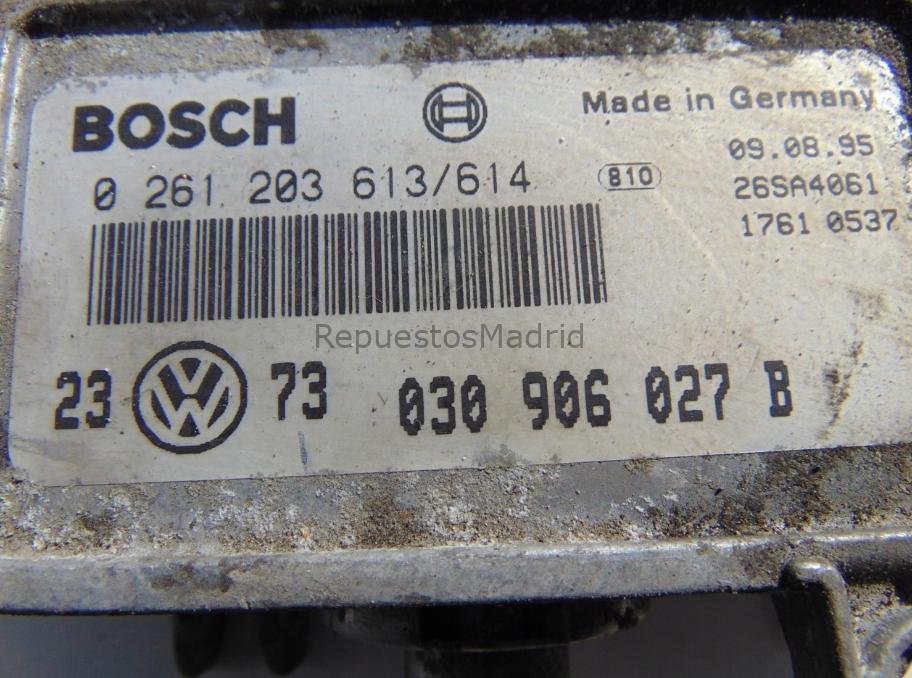 BOSCH
Made in Germany
0 261 203 613/614
810
09.08.95
26SA4061
1761 0537
RepuestosMadrid
23 VW 73 030 906 027 B